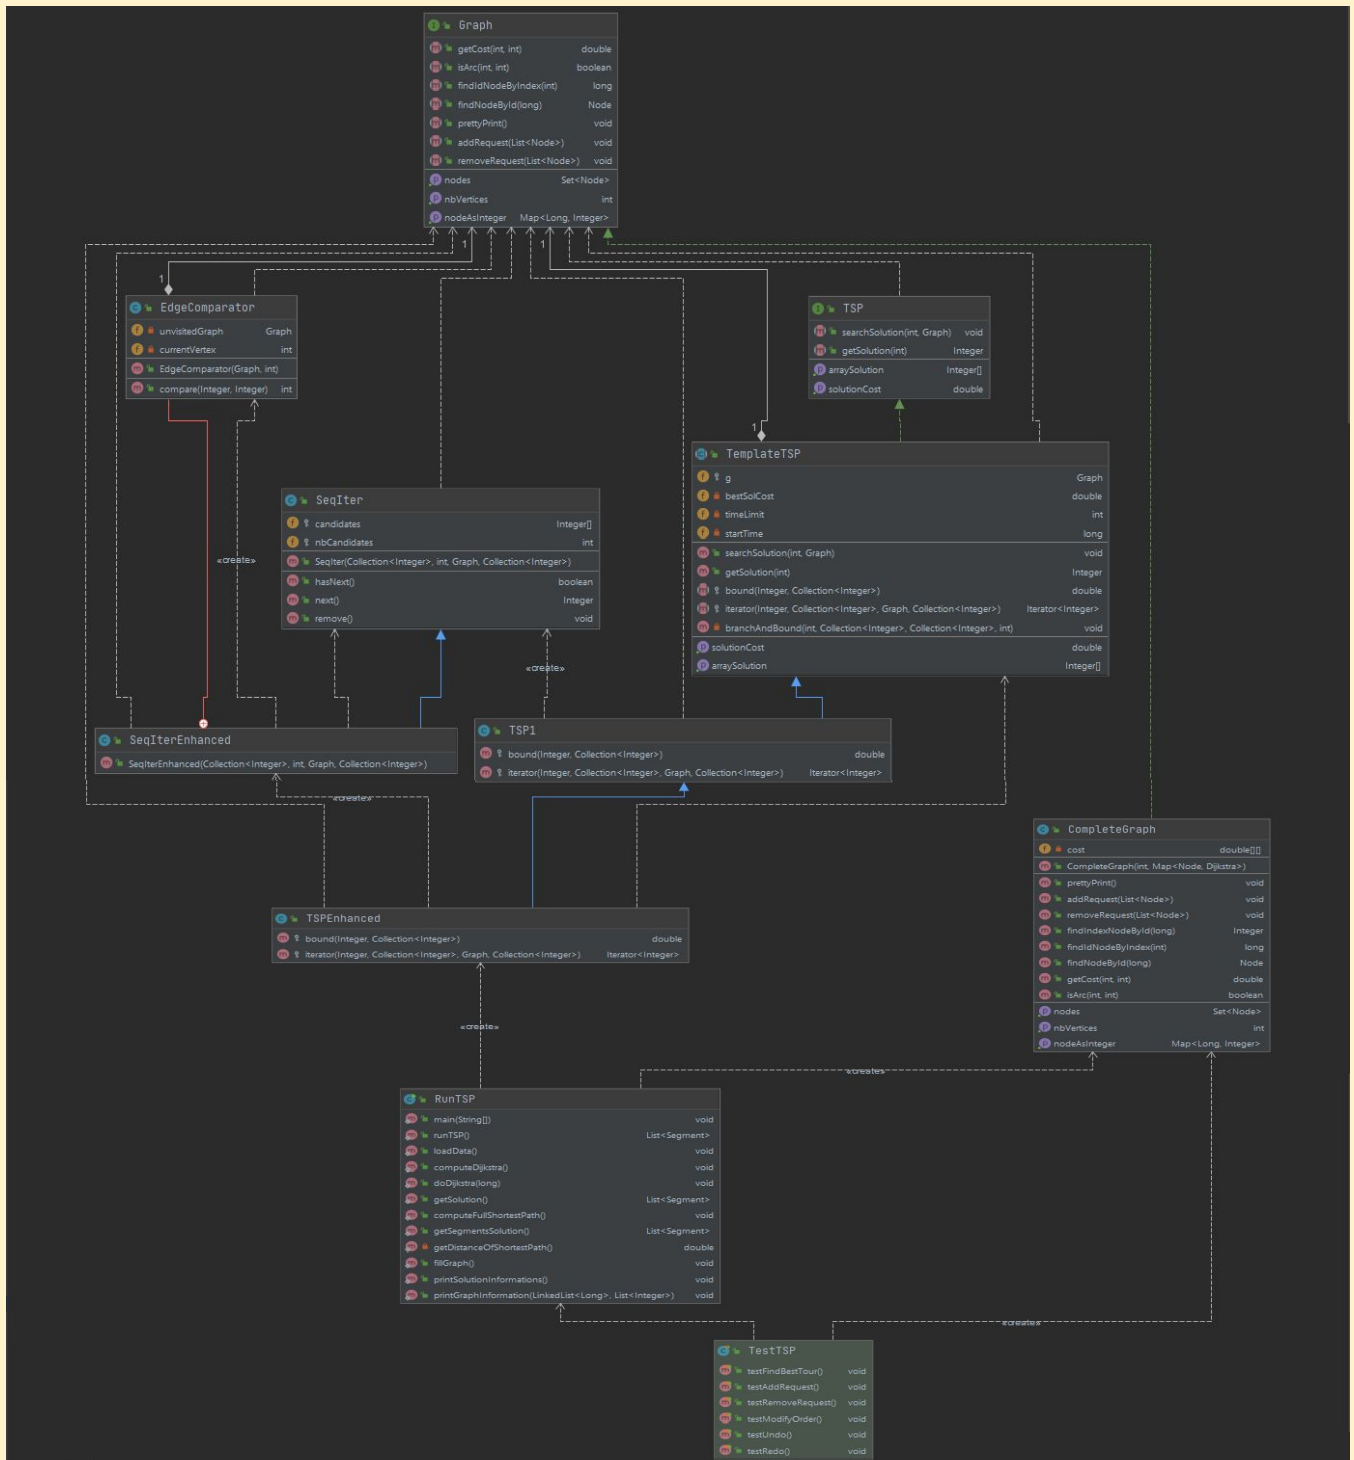 Graph
getCost(int, int) double
isArc(int, int) boolean
findIdNodeByIndex(int) long
findNodeById(long) Node
prettyPrint() void
addRequest(List<Node>) void
removeRequest(List<Node>) void
nodes Set<Node>
nbVertices int
nodeAsInteger Map<Long, Integer>
1
1
1
EdgeComparator
unvisitedGraph Graph
currentVertex int
EdgeComparator(Graph, int)
compare(Integer, Integer) int
TSP
searchSolution(int, Graph) void
getSolution(int) Integer
arraySolution Integer[]
solutionCost double
1
TemplateTSP
g Graph
bestSolCost double
timeLimit int
startTime long
searchSolution(int, Graph) void
getSolution(int) Integer
bound(Integer, Collection<Integer>) double
iterator(Integer, Collection<Integer>, Graph, Collection<Integer>) Iterator<Integer>
branchAndBound(int, Collection<Integer>, Collection<Integer>, int) void
solutionCost double
arraySolution Integer[]
SeqIter
candidates Integer[]
nbCandidates int
SeqIter(Collection<Integer>, int, Graph, Collection<Integer>)
hasNext() boolean
next() Integer
remove() void
«create»
«create»
SeqIterEnhanced
SeqIterEnhanced(Collection<Integer>, int, Graph, Collection<Integer>)
TSP1
bound(Integer, Collection<Integer>) double
iterator(Integer, Collection<Integer>, Graph, Collection<Integer>) Iterator<Integer>
«create»
CompleteGraph
cost double[][]
CompleteGraph(int, Map<Node, Dijkstra>)
prettyPrint() void
addRequest(List<Node>) void
removeRequest(List<Node>) void
findIndexNodeById(long) Integer
findIdNodeByIndex(int) long
findNodeById(long) Node
getCost(int, int) double
isArc(int, int) boolean
nodes Set<Node>
nbVertices int
nodeAsInteger Map<Long, Integer>
TSPEnhanced
bound(Integer, Collection<Integer>) double
iterator(Integer, Collection<Integer>, Graph, Collection<Integer>) Iterator<Integer>
«create»
«create»
RunTSP
main(String[]) void
runTSP() List<Segment>
loadData() void
computeDijkstra() void
doDijkstra(long) void
getSolution() List<Segment>
computeFullShortestPath() void
getSegmentsSolution() List<Segment>
getDistanceOfShortestPath() double
fillGraph() void
printSolutionInformations() void
printGraphInformation(LinkedList<Long>, List<Integer>) void
«create»
TestTSP
testFindBestTour() void
testAddRequest() void
testRemoveRequest() void
testModifyOrder() void
testUndo() void
testRedo() void